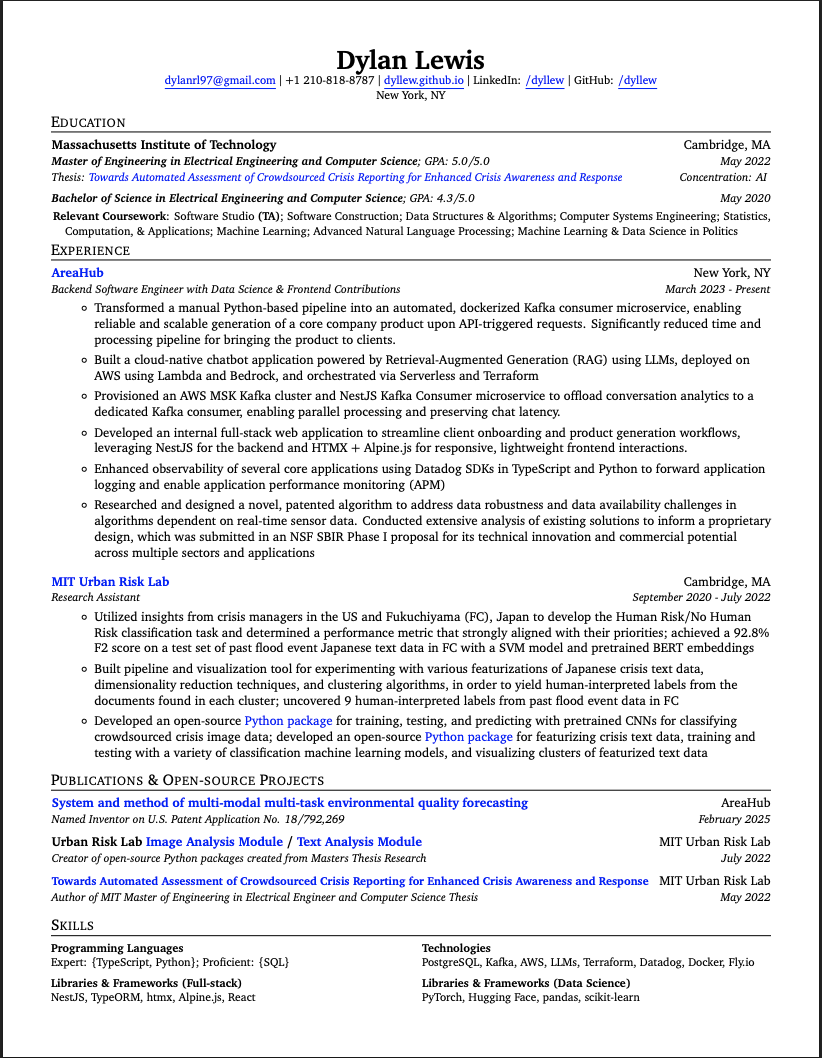 Dylan Lewis
dylanrl97@gmail.com | +1 210-818-8787 | dyllew.github.io | LinkedIn: /dyllew | GitHub: /dyllew
New York, NY
EDUCATION
Massachusetts Institute of Technology Cambridge, MA
Master of Engineering in Electrical Engineering and Computer Science; GPA: 5.0/5.0 May 2022
Thesis: Towards Automated Assessment of Crowdsourced Crisis Reporting for Enhanced Crisis Awareness and Response Concentration: AI
Bachelor of Science in Electrical Engineering and Computer Science; GPA: 4.3/5.0 May 2020
Relevant Coursework: Software Studio (TA); Software Construction; Data Structures & Algorithms; Computer Systems Engineering; Statistics,
Computation, & Applications; Machine Learning; Advanced Natural Language Processing; Machine Learning & Data Science in Politics
EXPERIENCE
AreaHub New York, NY
Backend Software Engineer with Data Science & Frontend Contributions March 2023 - Present
◦ Transformed a manual Python-based pipeline into an automated, dockerized Kafka consumer microservice, enabling
reliable and scalable generation of a core company product upon API-triggered requests. Significantly reduced time and
processing pipeline for bringing the product to clients.
◦ Built a cloud-native chatbot application powered by Retrieval-Augmented Generation (RAG) using LLMs, deployed on
AWS using Lambda and Bedrock, and orchestrated via Serverless and Terraform
◦ Provisioned an AWS MSK Kafka cluster and NestJS Kafka Consumer microservice to offload conversation analytics to a
dedicated Kafka consumer, enabling parallel processing and preserving chat latency.
◦ Developed an internal full-stack web application to streamline client onboarding and product generation workflows,
leveraging NestJS for the backend and HTMX + Alpine.js for responsive, lightweight frontend interactions.
◦ Enhanced observability of several core applications using Datadog SDKs in TypeScript and Python to forward application
logging and enable application performance monitoring (APM)
◦ Researched and designed a novel, patented algorithm to address data robustness and data availability challenges in
algorithms dependent on real-time sensor data. Conducted extensive analysis of existing solutions to inform a proprietary
design, which was submitted in an NSF SBIR Phase I proposal for its technical innovation and commercial potential
across multiple sectors and applications
MIT Urban Risk Lab Cambridge, MA
Research Assistant September 2020 - July 2022
◦ Utilized insights from crisis managers in the US and Fukuchiyama (FC), Japan to develop the Human Risk/No Human
Risk classification task and determined a performance metric that strongly aligned with their priorities; achieved a 92.8%
F2 score on a test set of past flood event Japanese text data in FC with a SVM model and pretrained BERT embeddings
◦ Built pipeline and visualization tool for experimenting with various featurizations of Japanese crisis text data,
dimensionality reduction techniques, and clustering algorithms, in order to yield human-interpreted labels from the
documents found in each cluster; uncovered 9 human-interpreted labels from past flood event data in FC
◦ Developed an open-source Python package for training, testing, and predicting with pretrained CNNs for classifying
crowdsourced crisis image data; developed an open-source Python package for featurizing crisis text data, training and
testing with a variety of classification machine learning models, and visualizing clusters of featurized text data
PUBLICATIONS & OPEN-SOURCE PROJECTS
System and method of multi-modal multi-task environmental quality forecasting AreaHub
Named Inventor on U.S. Patent Application No. 18/792,269 February 2025
Urban Risk Lab Image Analysis Module / Text Analysis Module MIT Urban Risk Lab
Creator of open-source Python packages created from Masters Thesis Research July 2022
Towards Automated Assessment of Crowdsourced Crisis Reporting for Enhanced Crisis Awareness and Response MIT Urban Risk Lab
Author of MIT Master of Engineering in Electrical Engineer and Computer Science Thesis May 2022
SKILLS
Programming Languages
Expert: {TypeScript, Python}; Proficient: {SQL}
Technologies
PostgreSQL, Kafka, AWS, LLMs, Terraform, Datadog, Docker, Fly.io
Libraries & Frameworks (Full-stack)
NestJS, TypeORM, htmx, Alpine.js, React
Libraries & Frameworks (Data Science)
PyTorch, Hugging Face, pandas, scikit-learn